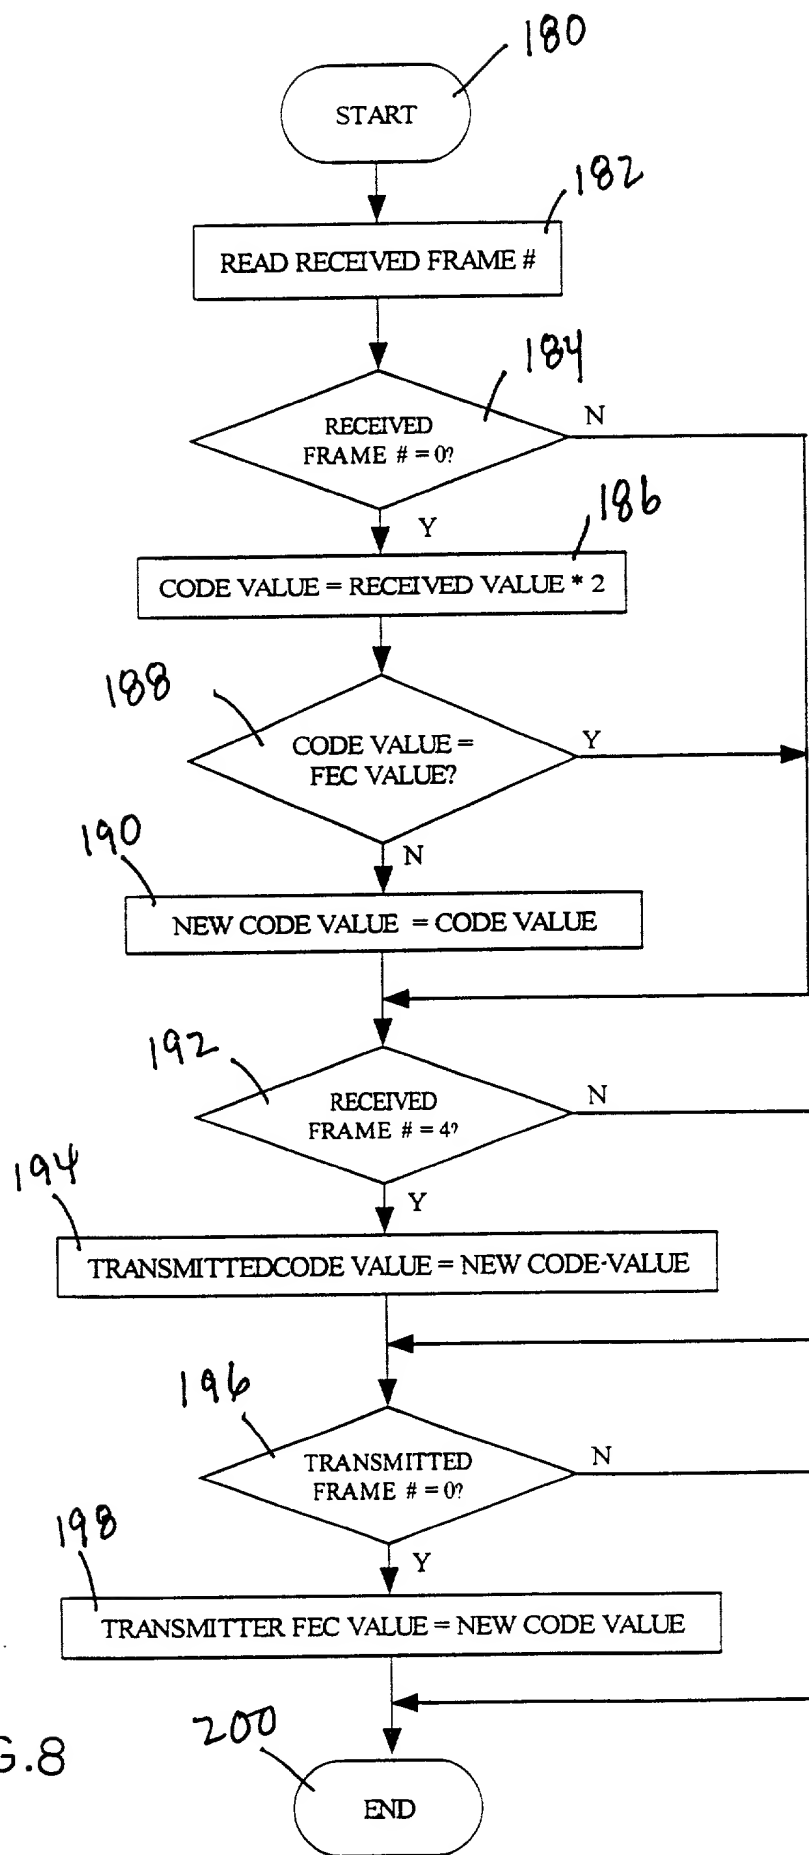 180
START
182
READ RECEIVED FRAME #
184
RECEIVED
FRAME # = 0?
N
Y
186
CODE VALUE = RECEIVED VALUE * 2
188
CODE VALUE =
FEC VALUE?
Y
N
190
NEW CODE VALUE = CODE VALUE
192
RECEIVED
FRAME # = 4?
N
Y
194
TRANSMITTEDCODE VALUE = NEW CODE-VALUE
196
TRANSMITTED
FRAME # = 0?
N
Y
198
TRANSMITTER FEC VALUE = NEW CODE VALUE
200
END
G.8